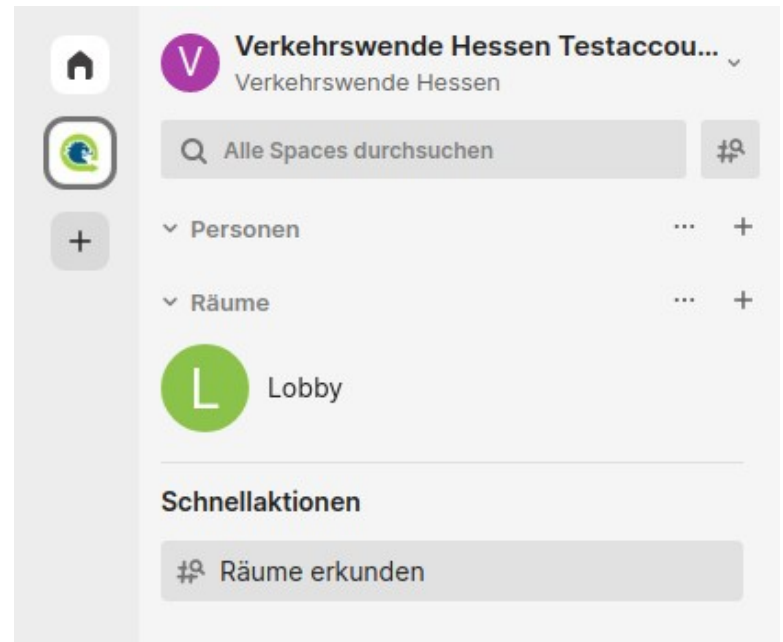 V
Verkehrswende Hessen Testaccou...
Verkehrswende Hessen
Alle Spaces durchsuchen
Personen
Räume
L
Lobby
Schnellaktionen
Räume erkunden